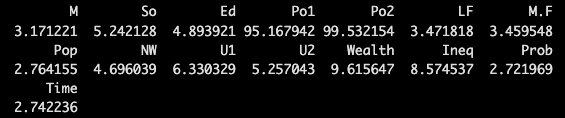 M So Ed Po1 Po2 LF M.F
3.171221 5.242128 4.893921 95.167942 99.532154 3.471818 3.459548
Pop NW U1 U2 Wealth Ineq Prob
2.764155 4.696039 6.330329 5.257043 9.615647 8.574537 2.721969
Time
2.742236